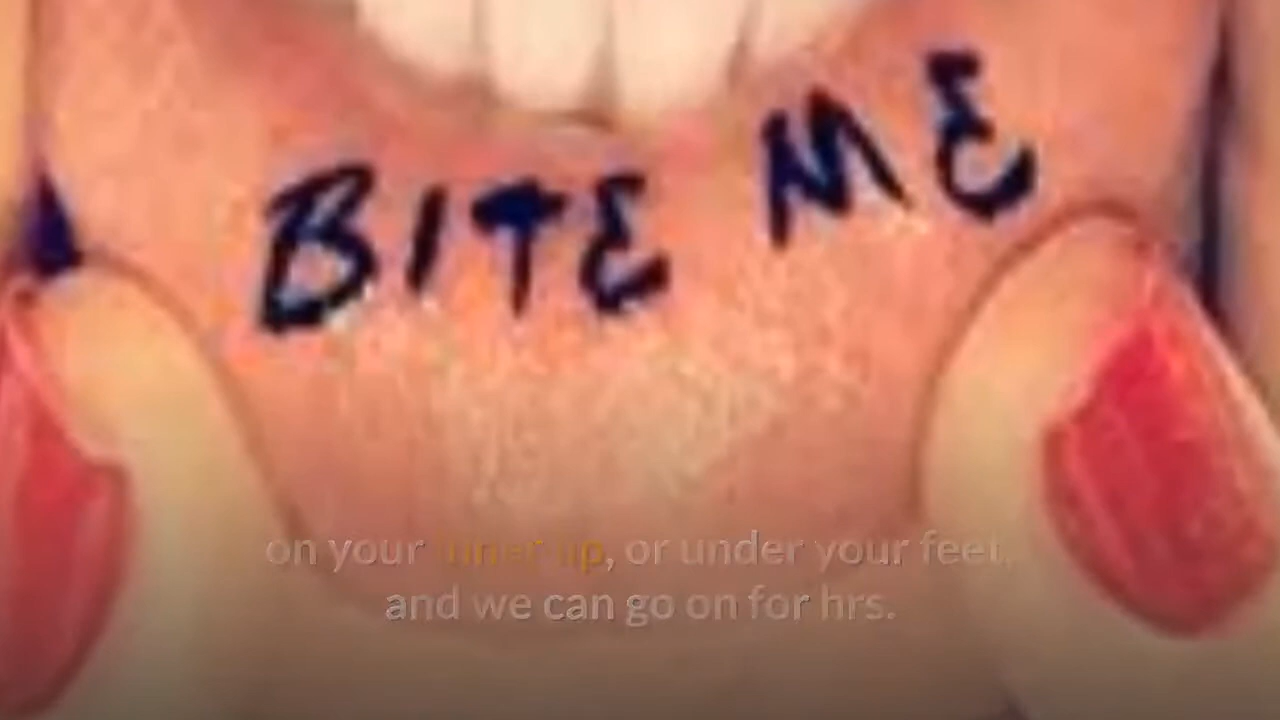 BITE ME
on your inner lip, or under your feet,
and we can go on for hrs.